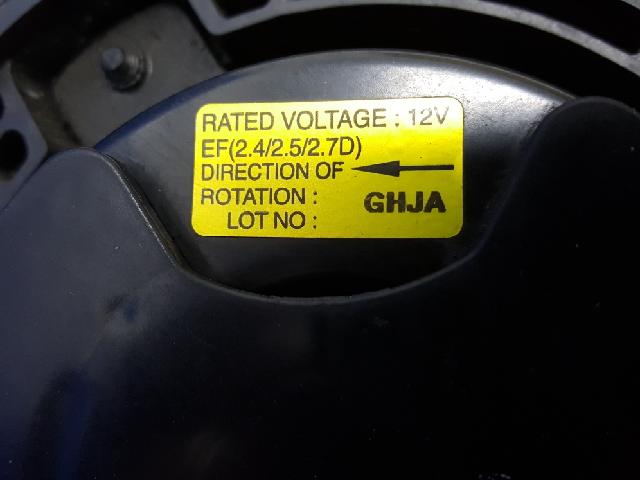 RATED VOLTAGE : 12V
EF(2.4/2.5/2.7D)
DIRECTION OF
ROTATION : GHJA
LOT NO :